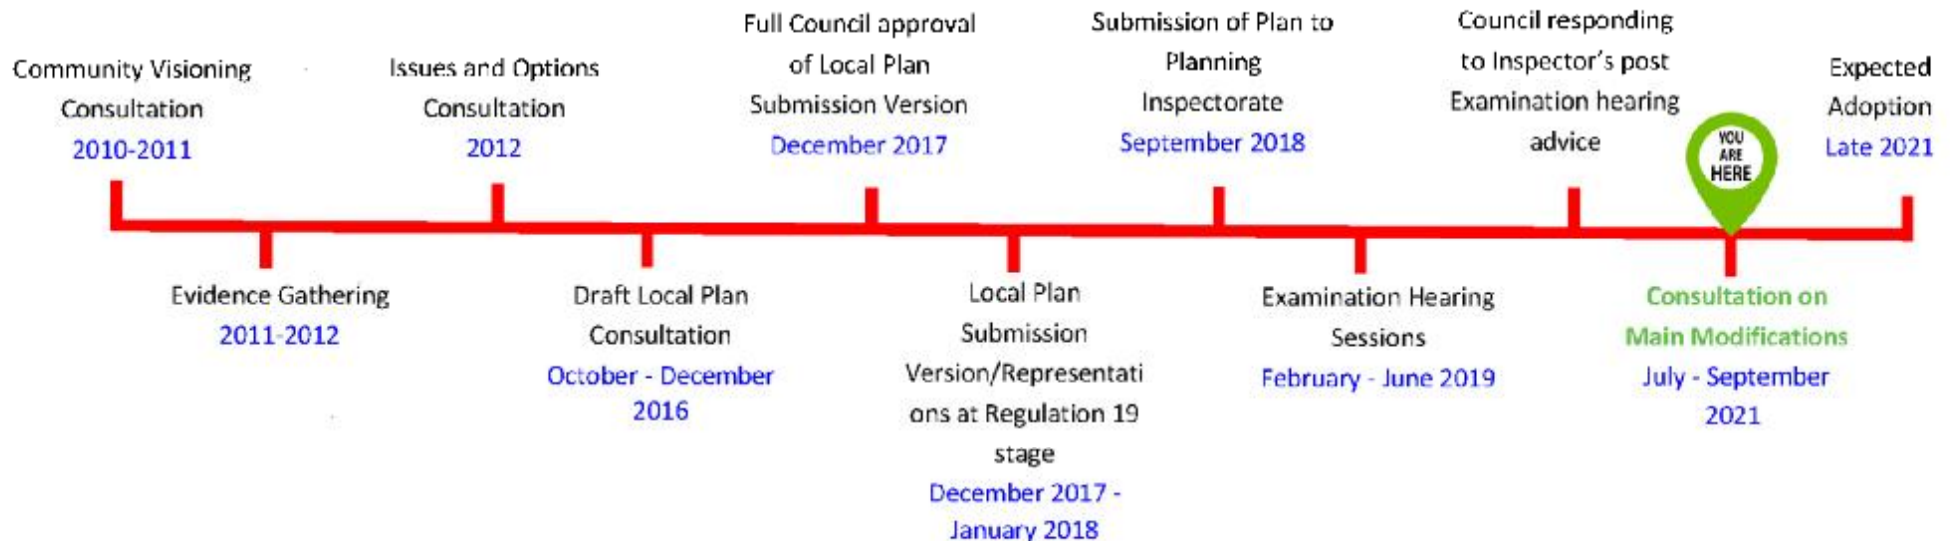 Community Visioning
Consultation
2010-2011
Evidence Gathering
2011-2012
Issues and Options
Consultation
2012
Draft Local Plan
Consultation
October - December
2016
Full Council approval
of Local Plan
Submission Version
December 2017
Local Plan
Submission
Version/Representati
ons at Regulation 19
stage
December 2017 -
January 2018
Submission of Plan to
Planning
Inspectorate
September 2018
Examination Hearing
Sessions
February - June 2019
Council responding
to Inspector's post
Examination hearing
advice
YOU
ARE
HERE
Consultation on
Main Modifications
July - September
2021
Expected
Adoption
Late 2021